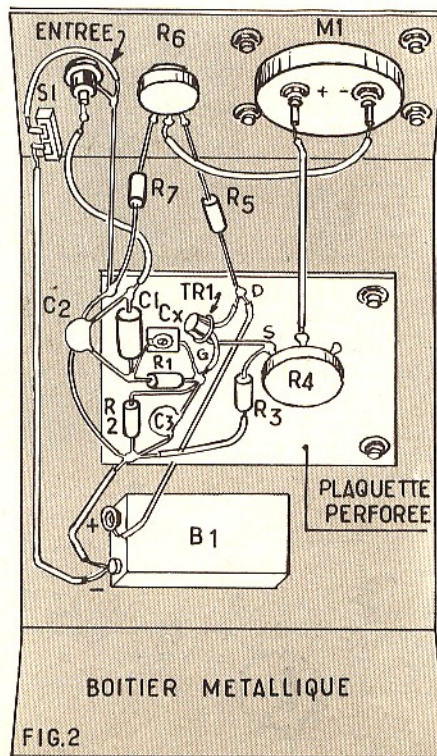 ENTREE
R6
M1
S1
+ -
R7
R5
C2
C1
Cx
TR1
D
G
S
R1
R4
R2
C3
R3
PLAQUETTE
PERFOREE
+
B1
-
BOITIER METALLIQUE
FIG.2